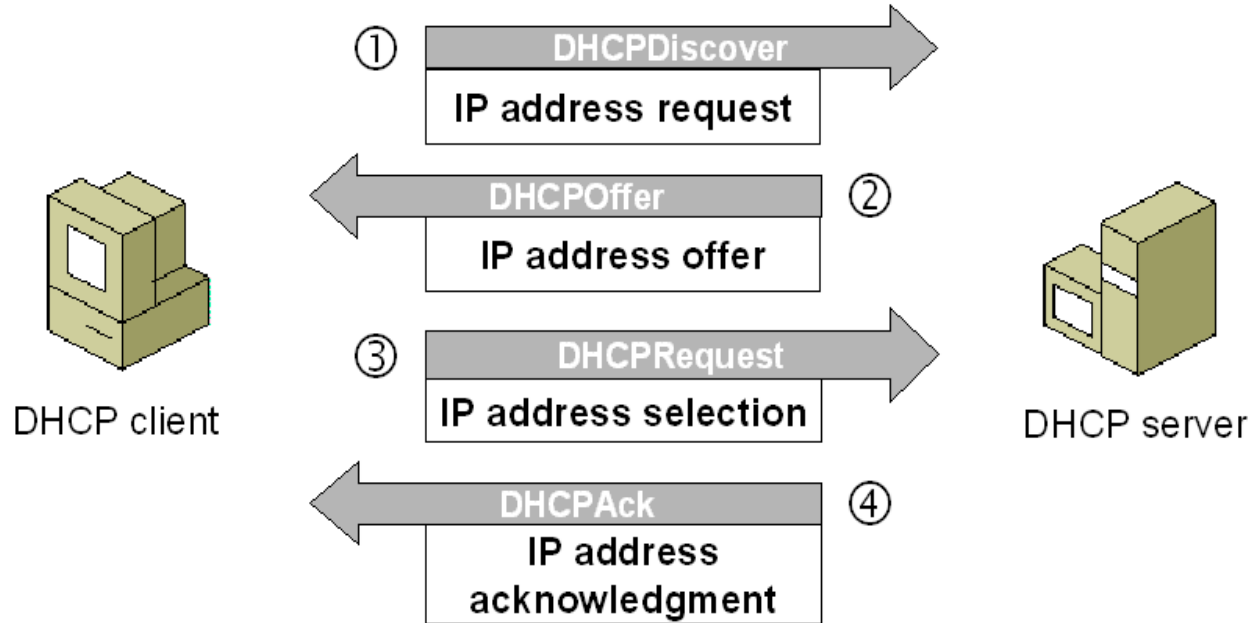 ① DHCPDiscover
IP address request
DHCPOffer ②
IP address offer
③ DHCPRequest
IP address selection
DHCP client
DHCP server
DHCPAck ④
IP address
acknowledgment